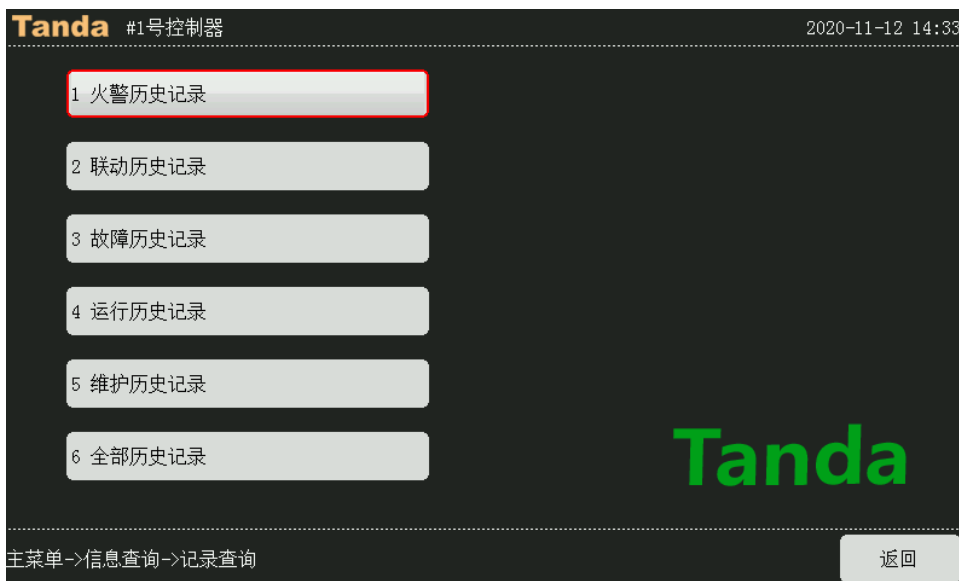 Tanda #1号控制器 2020-11-12 14:33
1 火警历史记录
2 联动历史记录
3 故障历史记录
4 运行历史记录
5 维护历史记录
6 全部历史记录
Tanda
主菜单->信息查询->记录查询 返回